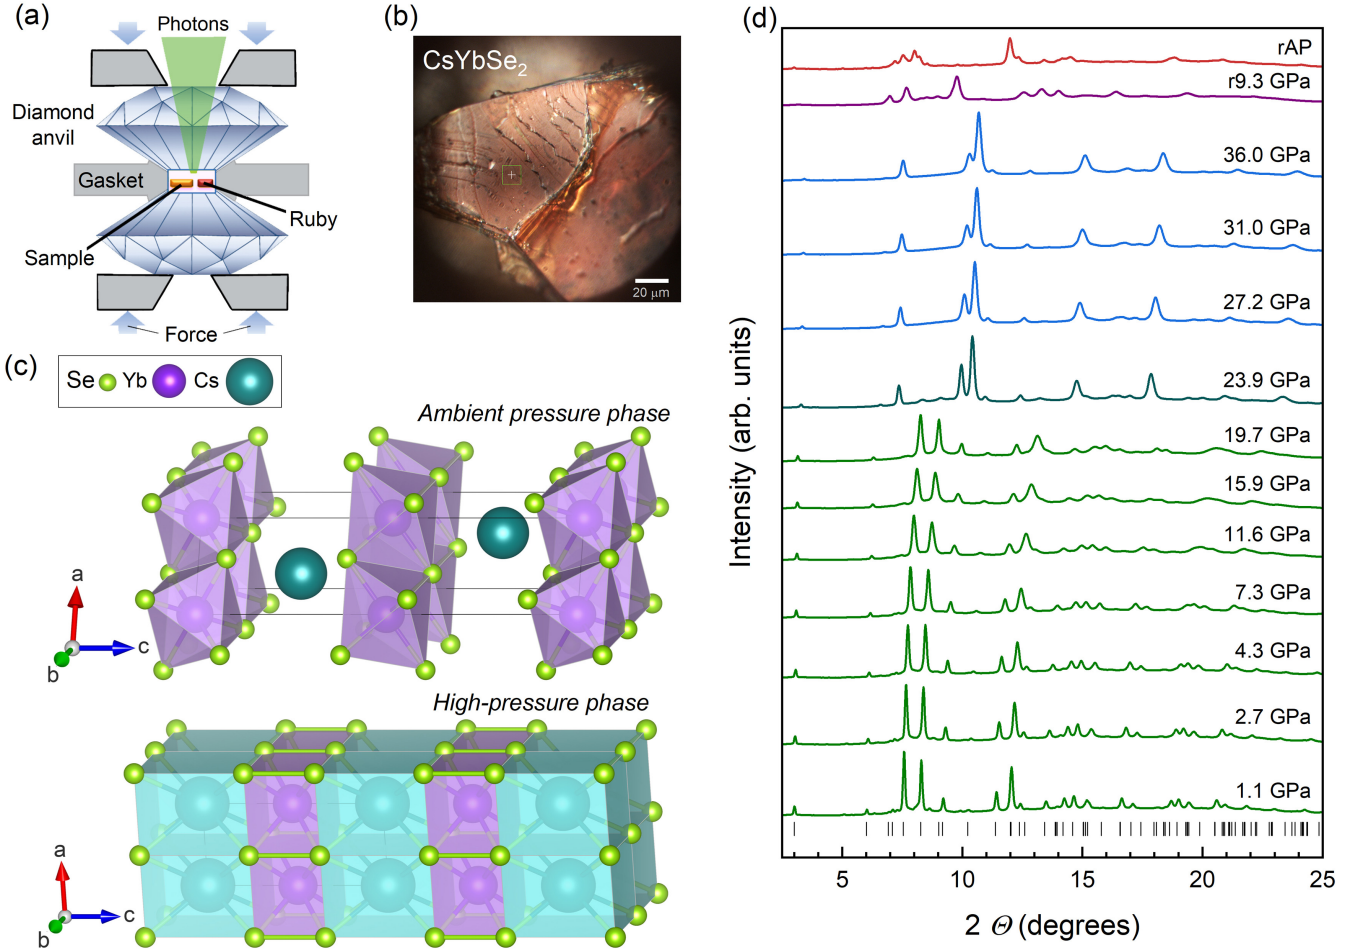 (a)
Photons
Diamond
anvil
Gasket
Ruby
Sample
Force
(b)
CsYbSe₂
20 μm
(c)
Se Yb Cs
Ambient pressure phase
a
b
c
High-pressure phase
a
b
c
(d)
Intensity (arb. units)
rAP
r9.3 GPa
36.0 GPa
31.0 GPa
27.2 GPa
23.9 GPa
19.7 GPa
15.9 GPa
11.6 GPa
7.3 GPa
4.3 GPa
2.7 GPa
1.1 GPa
5 10 15 20 25
2 Θ (degrees)